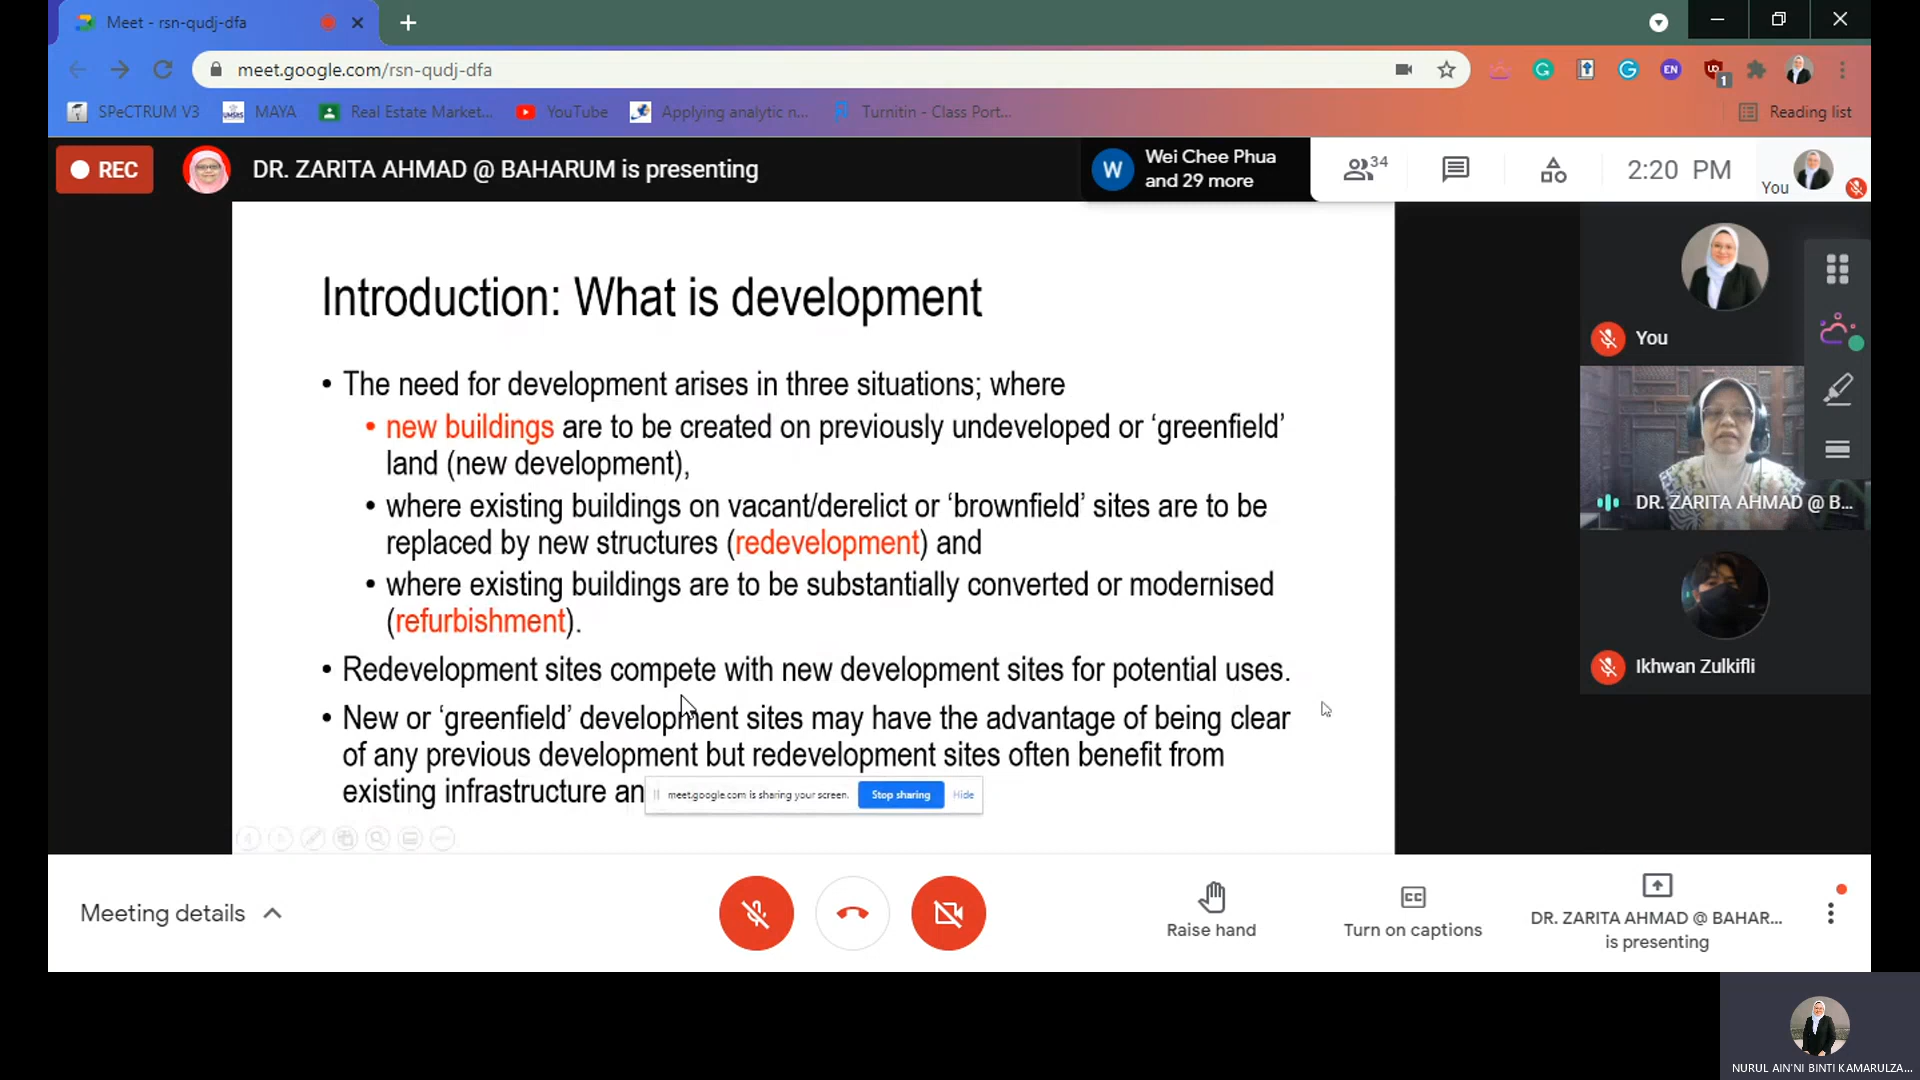 Meet - rsn-qudj-dfa
meet.google.com/rsn-qudj-dfa
EN
1
SPeCTRUM V3
MAYA
Real Estate Market...
YouTube
Applying analytic n...
Turnitin - Class Port...
Reading list
REC
DR. ZARITA AHMAD @ BAHARUM is presenting
W
Wei Chee Phua
and 29 more
34
2:20 PM
You
Introduction: What is development
• The need for development arises in three situations; where
• new buildings are to be created on previously undeveloped or ‘greenfield’
land (new development),
• where existing buildings on vacant/derelict or ‘brownfield’ sites are to be
replaced by new structures (redevelopment) and
• where existing buildings are to be substantially converted or modernised
(refurbishment).
• Redevelopment sites compete with new development sites for potential uses.
• New or ‘greenfield’ development sites may have the advantage of being clear
of any previous development but redevelopment sites often benefit from
existing infrastructure an
meet.google.com is sharing your screen.
Stop sharing
Hide
You
DR. ZARITA AHMAD @ B...
Ikhwan Zulkifli
Meeting details
Raise hand
CC
Turn on captions
DR. ZARITA AHMAD @ BAHAR...
is presenting
NURUL AIN'NI BINTI KAMARULZA...